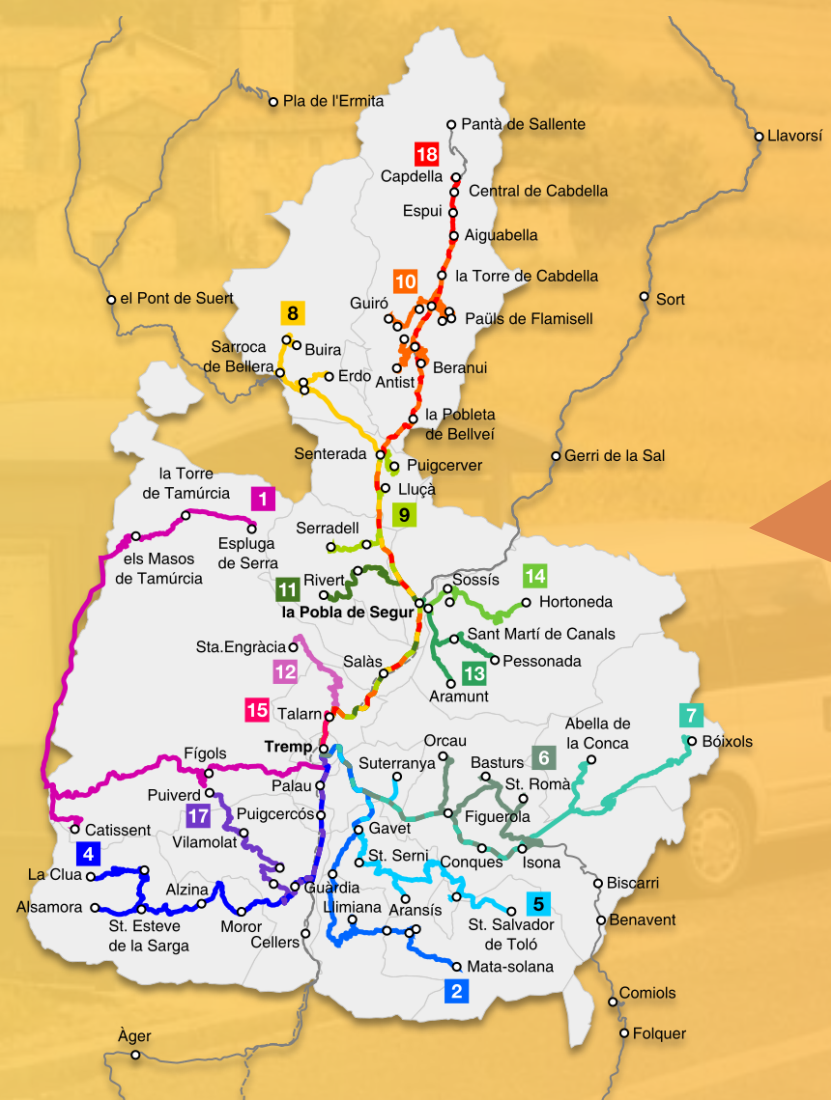 Pla de l'Ermita
Pantà de Sallente
Llavorsí
18
Capdella
Central de Cabdella
Espui
Aiguabella
10
la Torre de Cabdella
el Pont de Suert
Sort
Guiró
8
Paüls de Flamisell
Sarroca
de Bellera
Buira
Erdo
Antist
Beranui
la Pobleta
de Bellveí
Senterada
Puigcerver
Gerri de la Sal
la Torre
de Tamúrcia
1
Lluçà
9
Serradell
els Masos
de Tamúrcia
Espluga
de Serra
11
Rivert
la Pobla de Segur
Sossís
14
Hortoneda
Sta.Engràcia
12
Salàs
Sant Martí de Canals
Pessonada
13
Aramunt
15
Talarn
7
Tremp
Orcau
Abella de
la Conca
Bóixols
Fígols
Suterranya
Basturs
6
St. Romà
Puiverd
Palau
17
Puigcercós
Figuerola
Catissent
Vilamolat
Gavet
4
La Clua
St. Serni
Conques
Isona
Alzina
Guàrdia
Biscarri
Alsamora
Llimiana
Aransís
5
St. Esteve
de la Sarga
Moror
Cellers
St. Salvador
de Toló
Benavent
Mata-solana
2
Comiols
Àger
Folquer